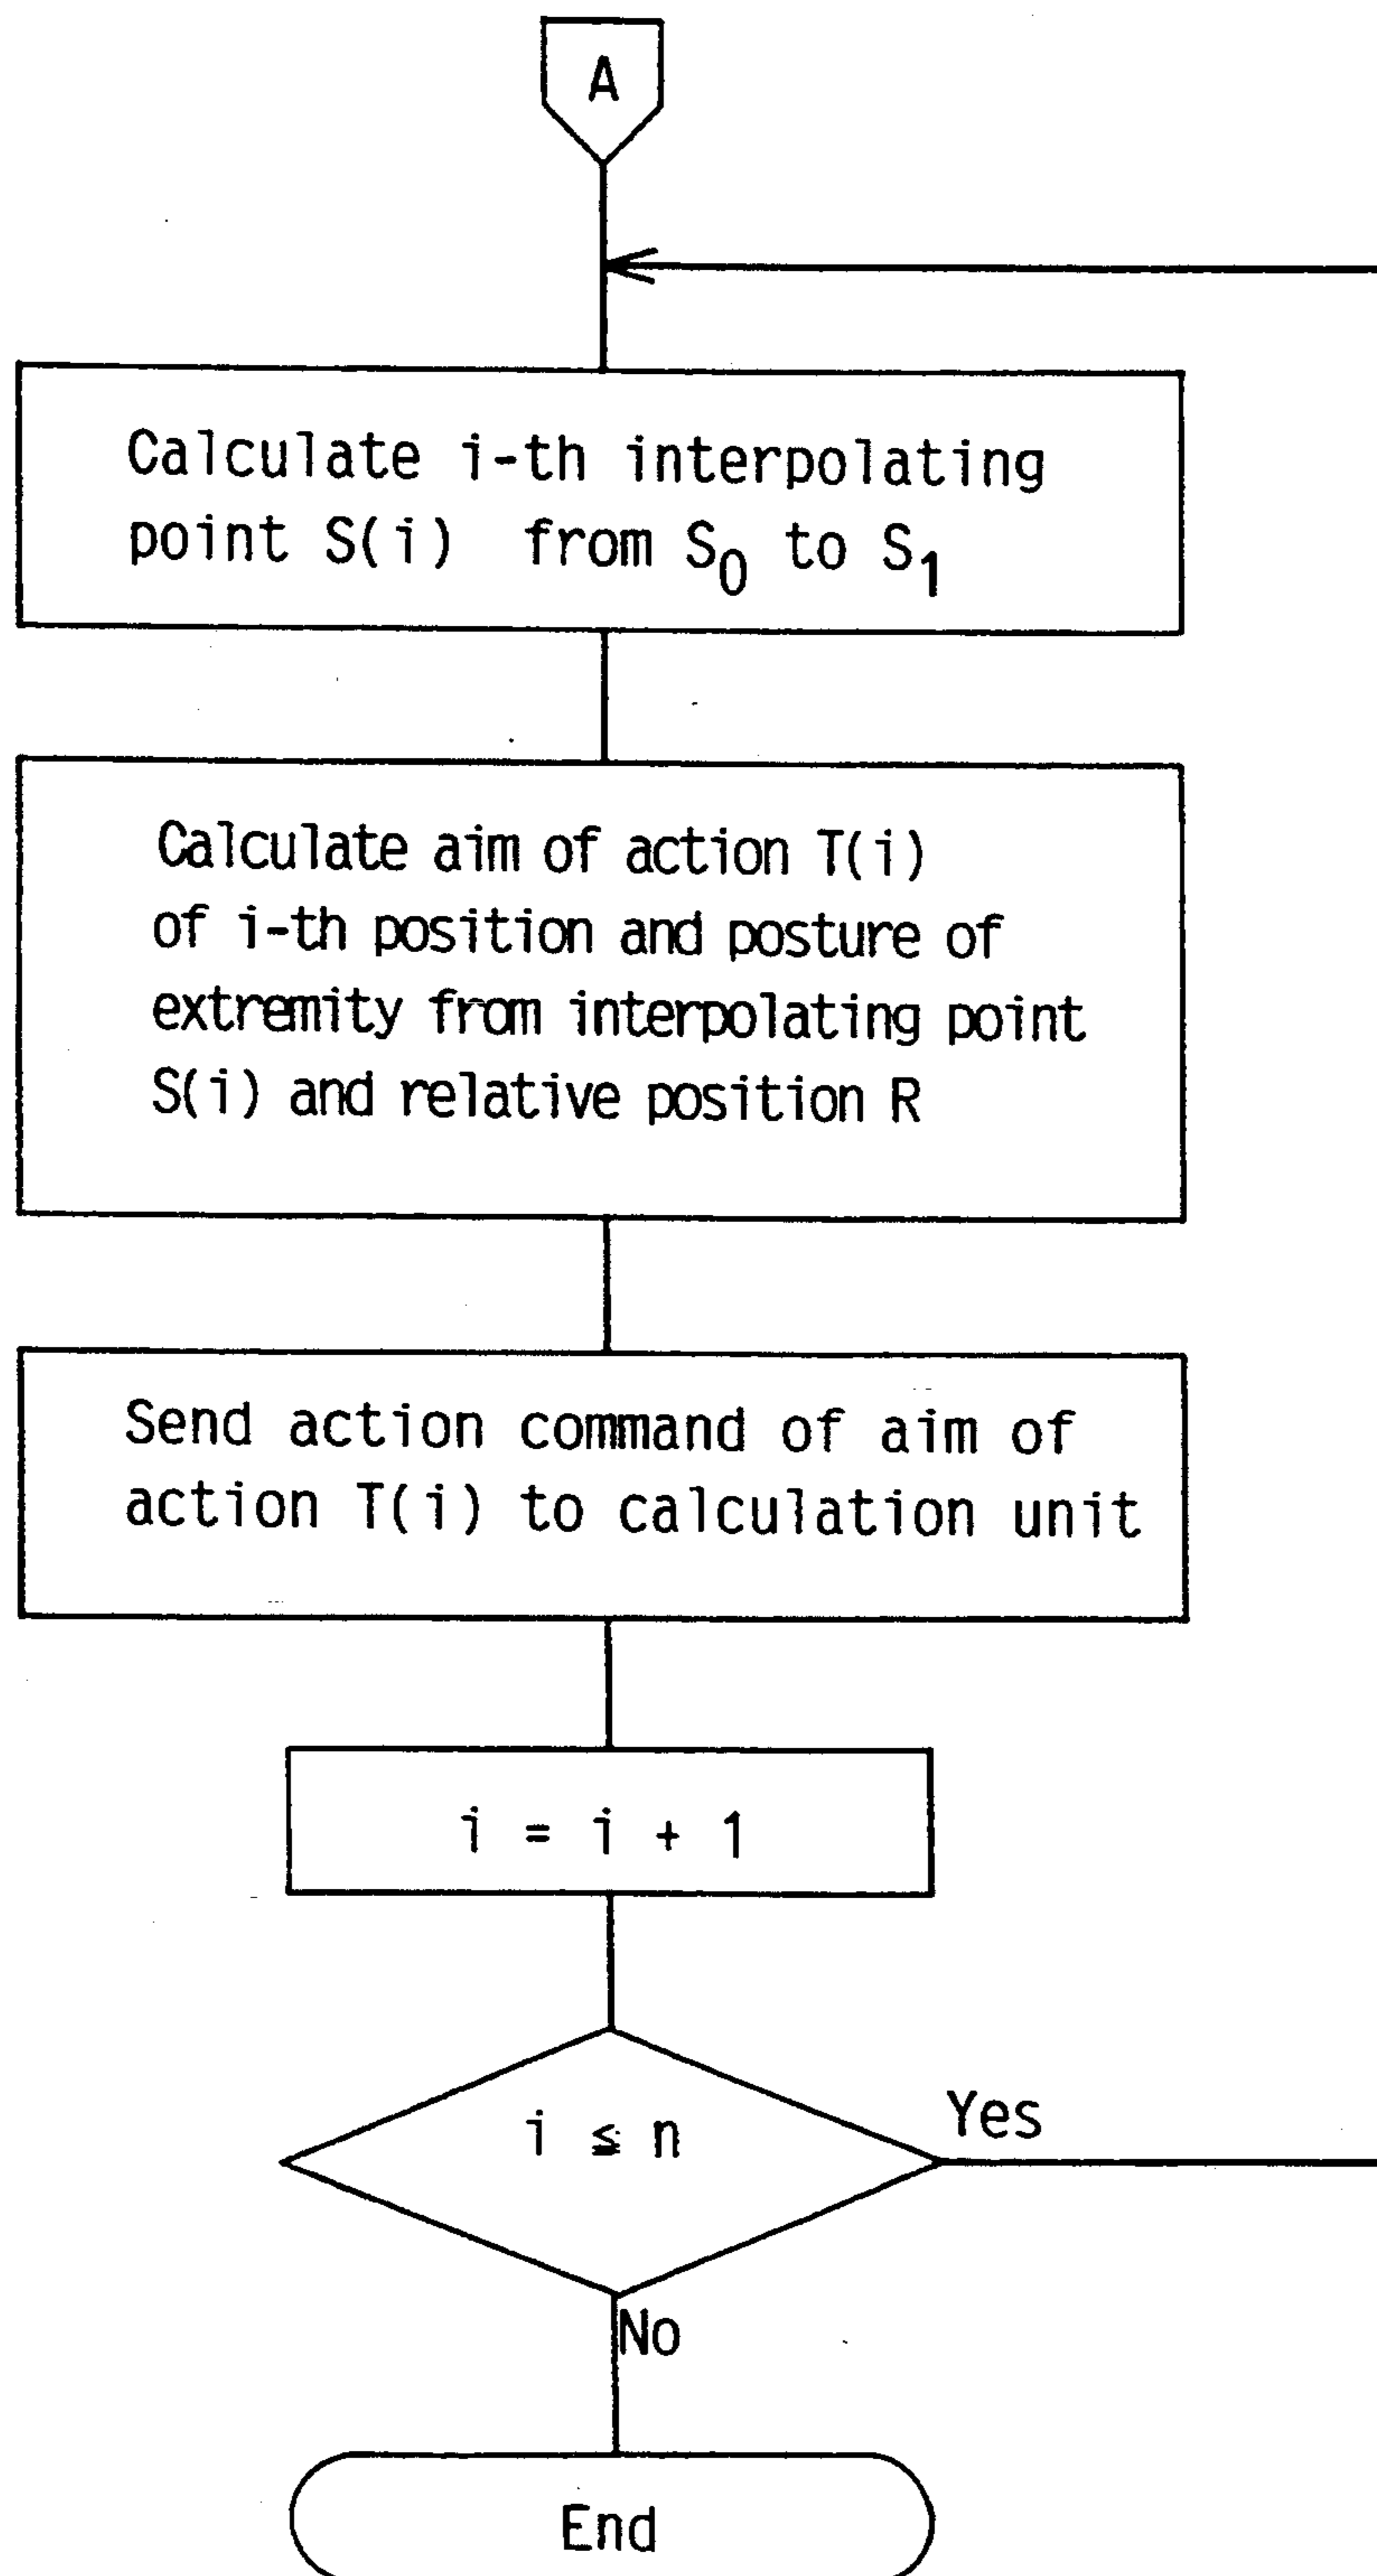 A
Calculate i-th interpolating
point S(i) from S₀ to S₁
Calculate aim of action T(i)
of i-th position and posture of
extremity from interpolating point
S(i) and relative position R
Send action command of aim of
action T(i) to calculation unit
i = i + 1
i ≦ n
Yes
No
End